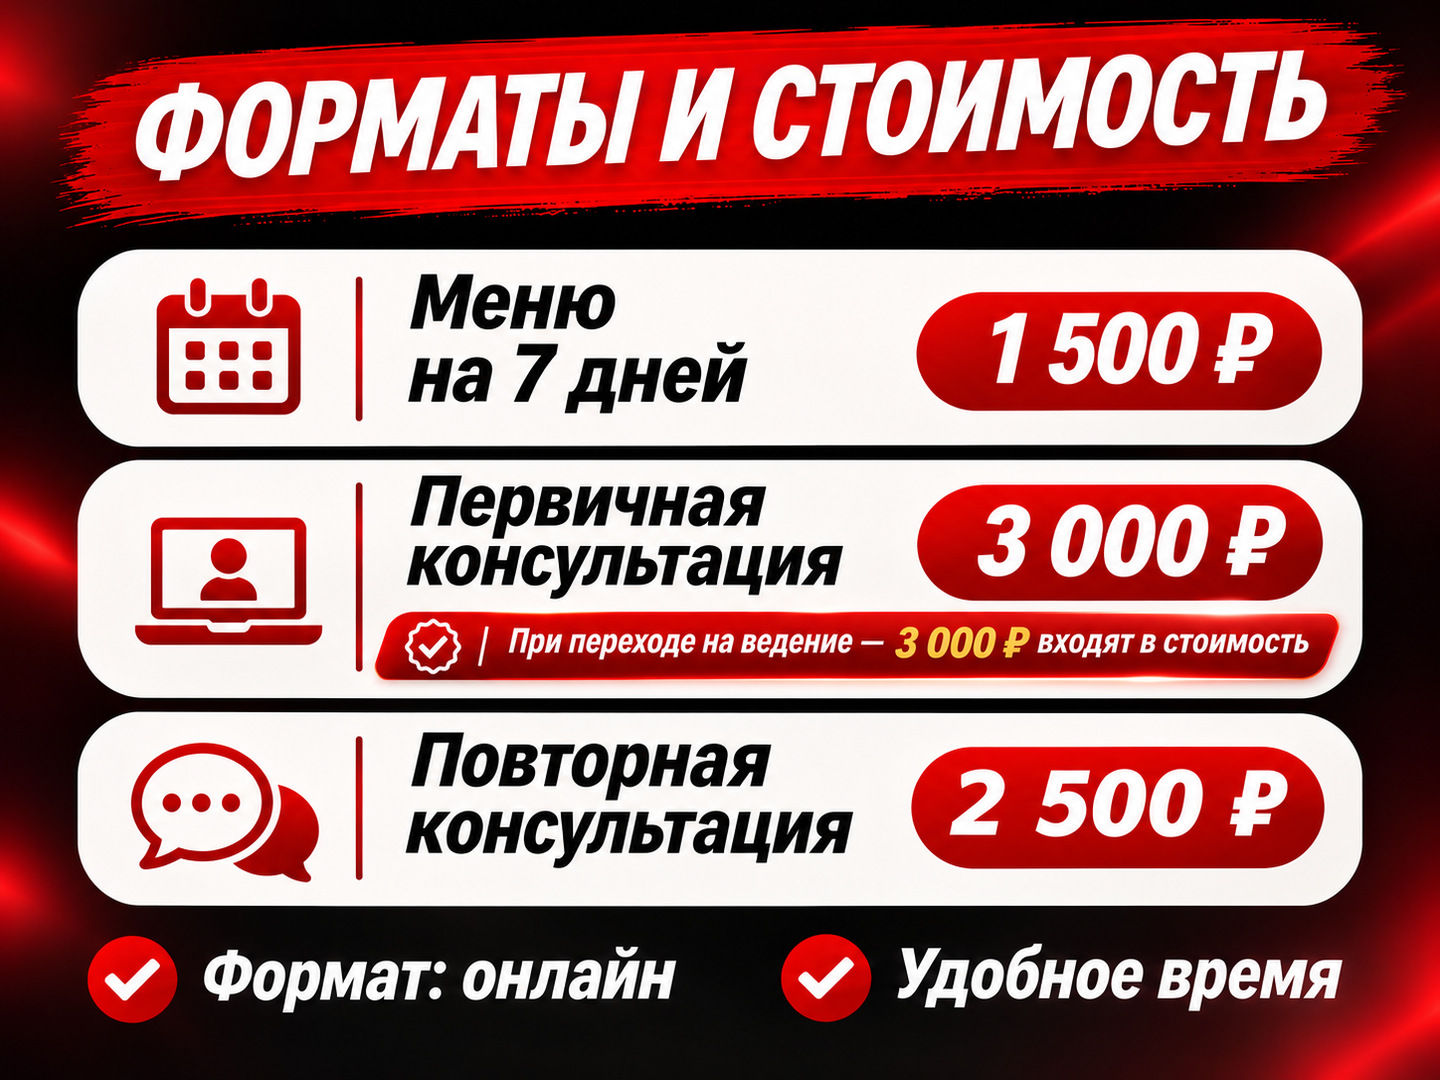 ФОРМАТЫ И СТОИМОСТЬ
Меню
на 7 дней
1 500 ₽
Первичная
консультация
3 000 ₽
При переходе на ведение — 3 000 ₽ входят в стоимость
Повторная
консультация
2 500 ₽
Формат: онлайн
Удобное время